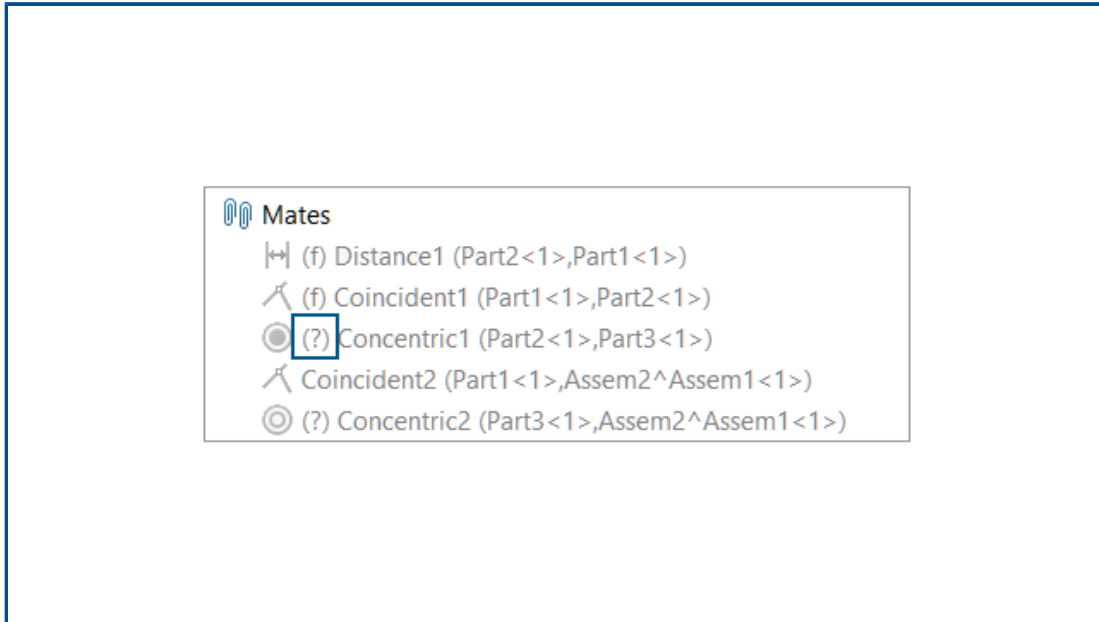 Mates
(f) Distance1 (Part2<1>,Part1<1>)
(f) Coincident1 (Part1<1>,Part2<1>)
(?) Concentric1 (Part2<1>,Part3<1>)
Coincident2 (Part1<1>,Assem2^Assem1<1>)
(?) Concentric2 (Part3<1>,Assem2^Assem1<1>)